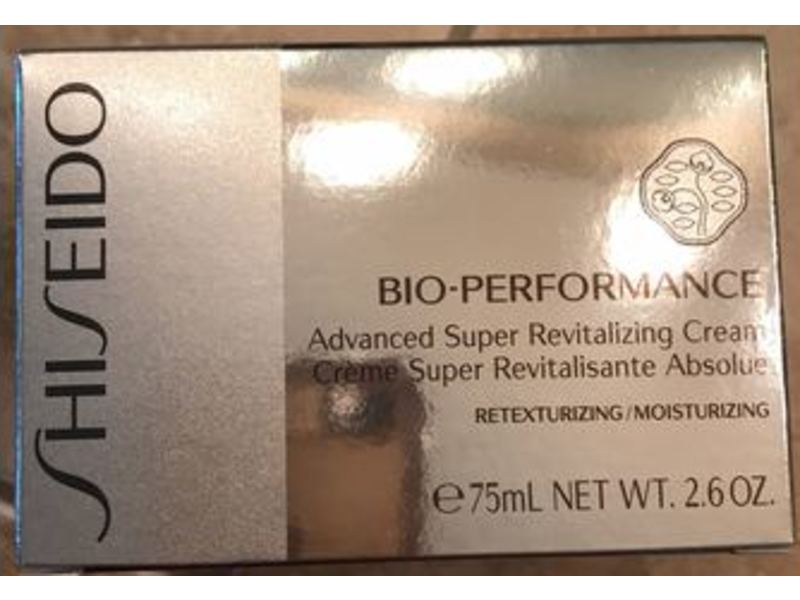 SHISEIDO
BIO-PERFORMANCE
Advanced Super Revitalizing Cream
Crème Super Revitalisante Absolue
RETEXTURIZING/MOISTURIZING
℮75mL NET WT. 2.6 OZ.